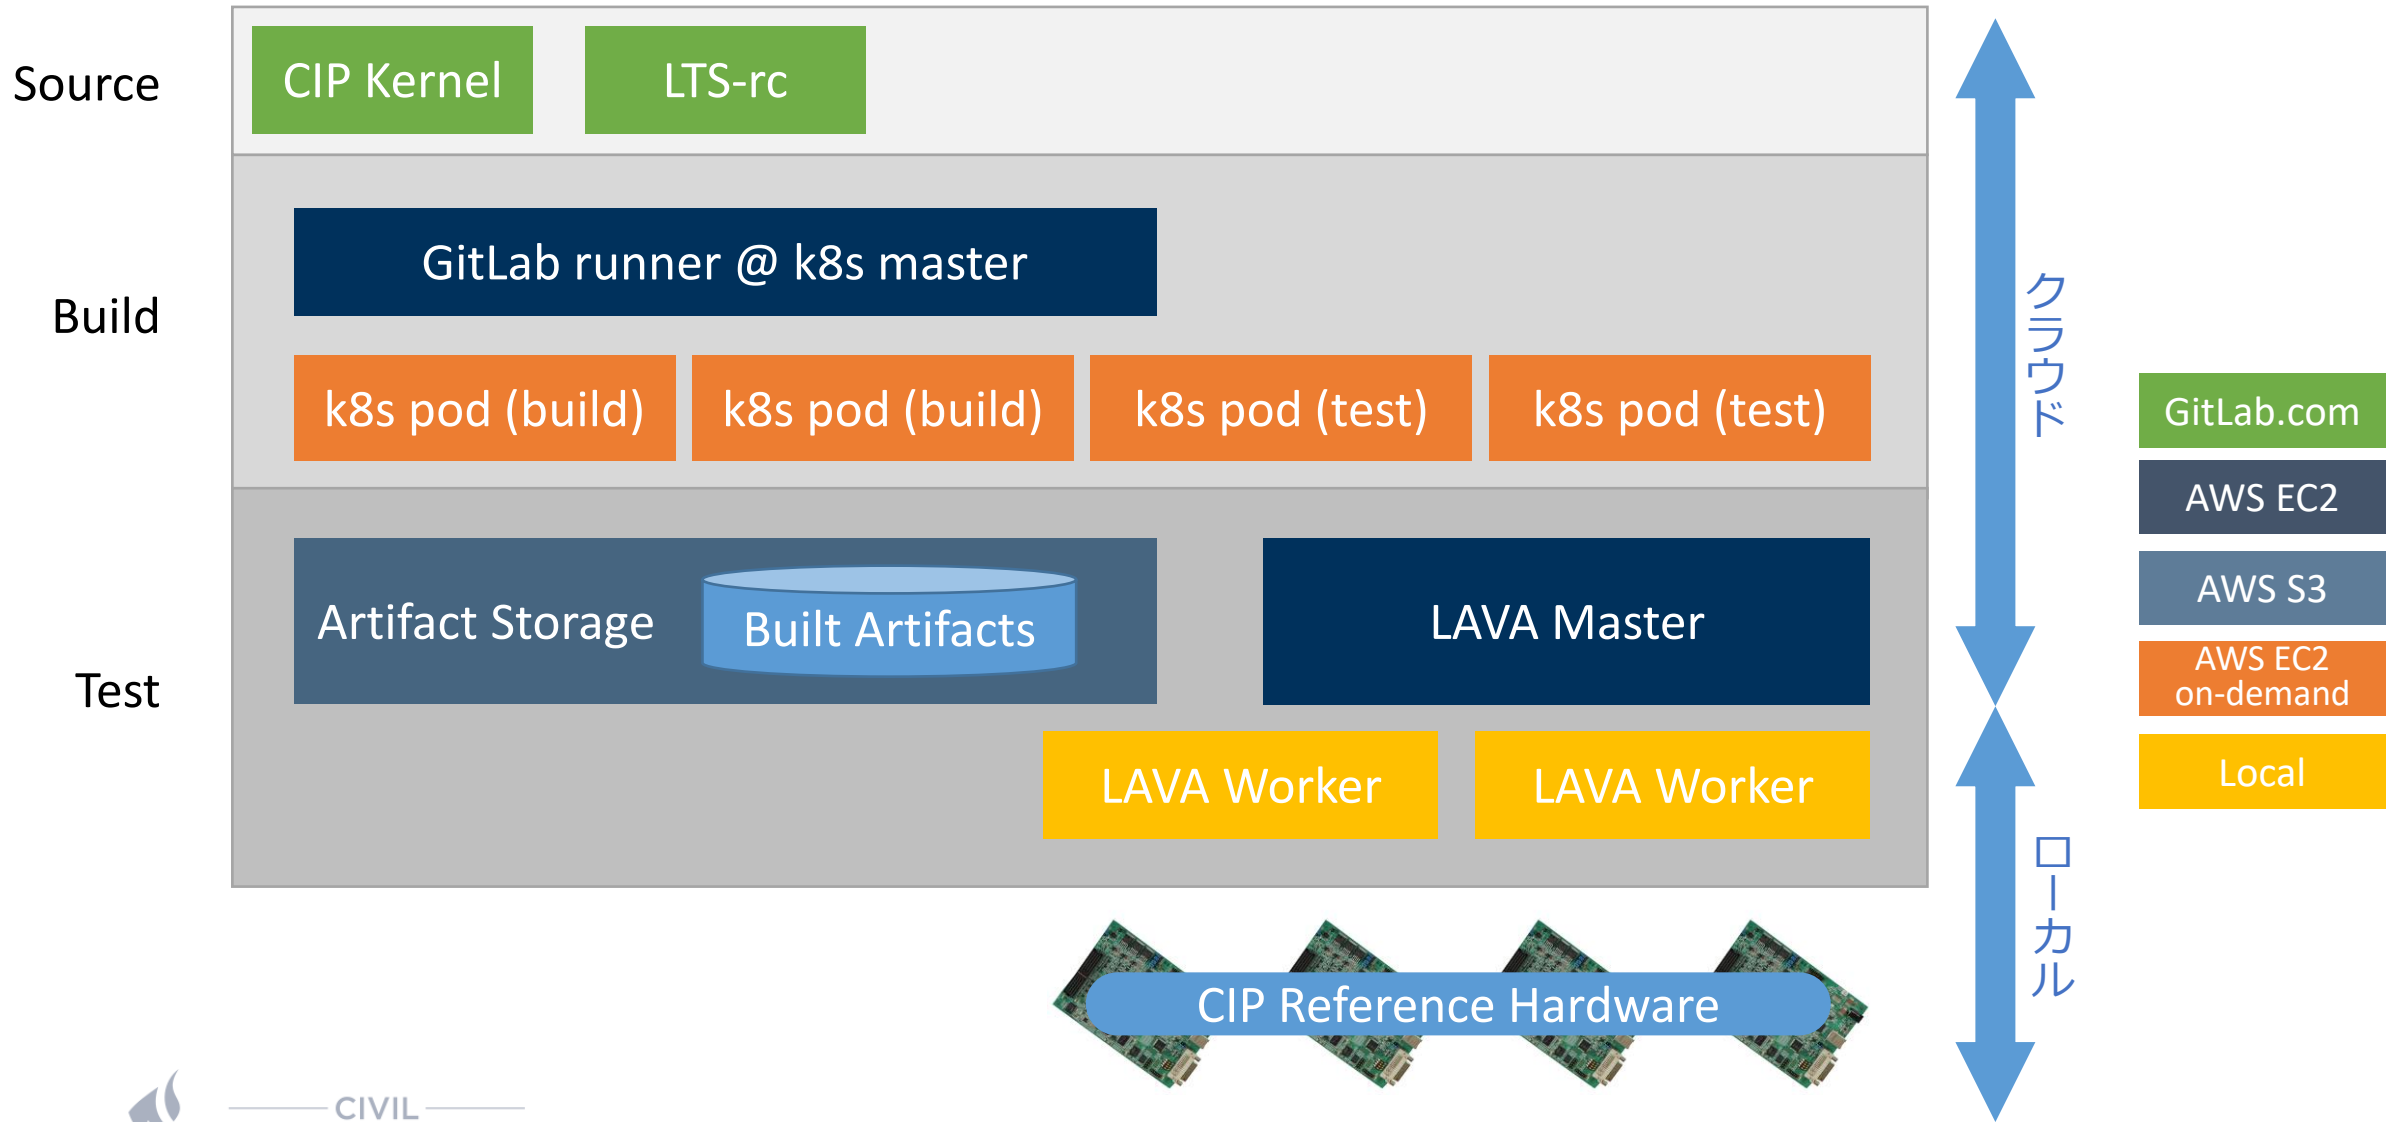 Source
CIP Kernel
LTS-rc
Build
GitLab runner @ k8s master
k8s pod (build)
k8s pod (build)
k8s pod (test)
k8s pod (test)
Test
Artifact Storage
Built Artifacts
LAVA Master
LAVA Worker
LAVA Worker
CIP Reference Hardware
クラウド
ローカル
GitLab.com
AWS EC2
AWS S3
AWS EC2
on-demand
Local
CIVIL